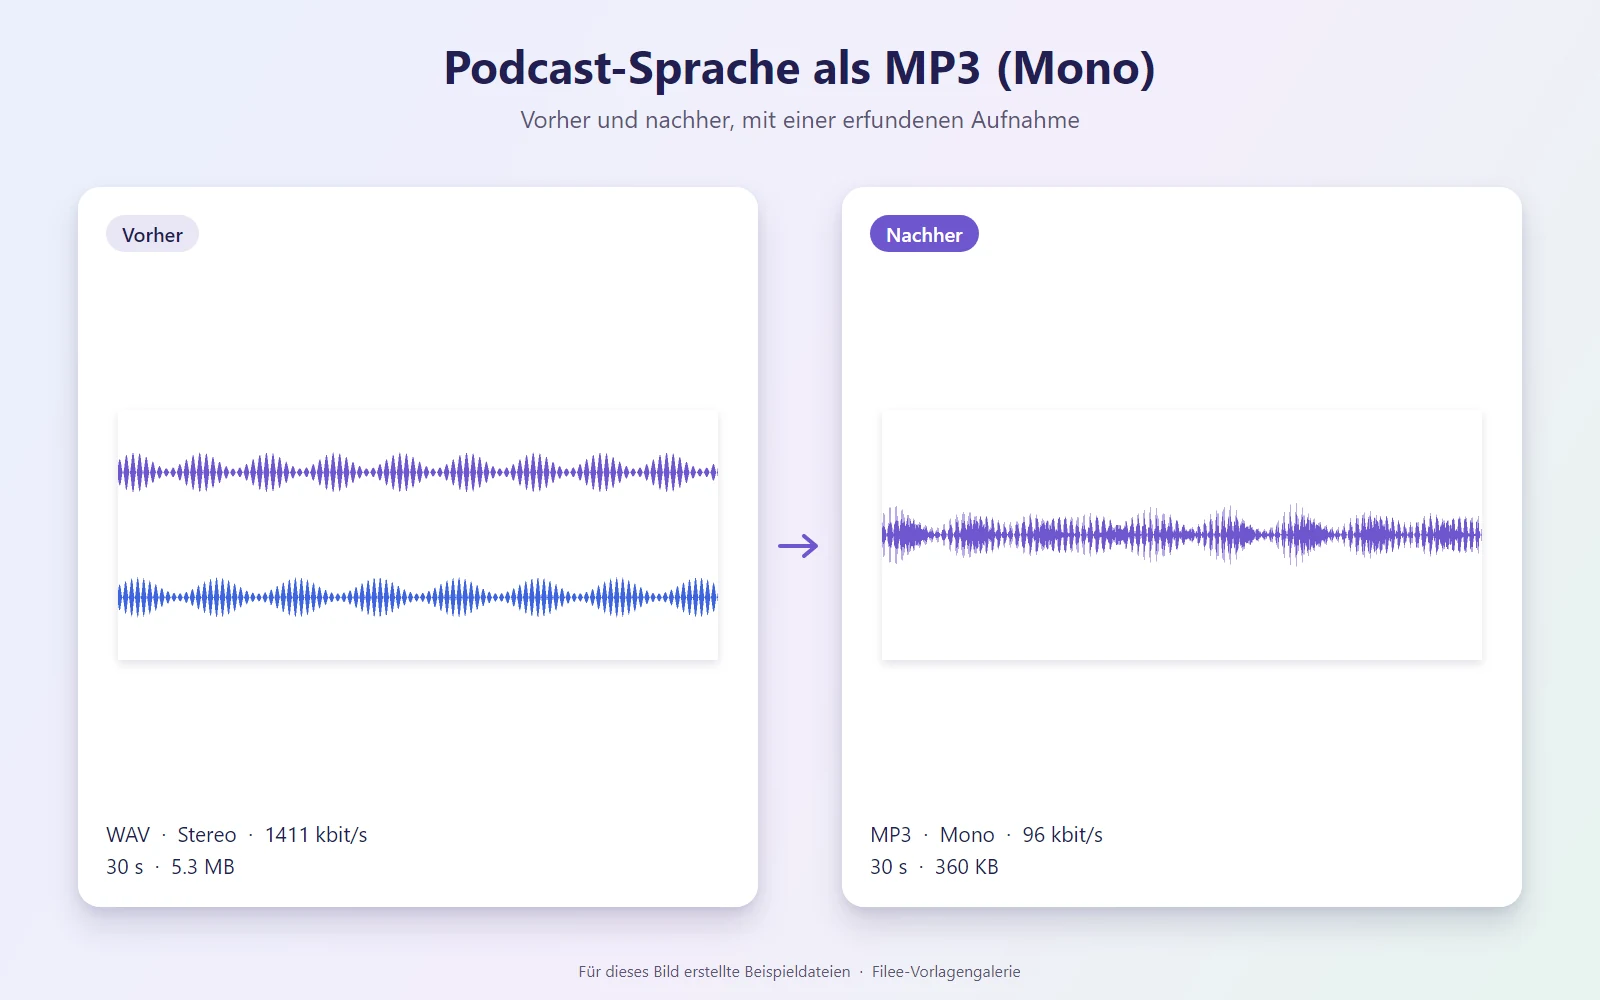 Podcast-Sprache als MP3 (Mono)
Vorher und nachher, mit einer erfundenen Aufnahme
Vorher
WAV · Stereo · 1411 kbit/s
30 s · 5.3 MB
Nachher
MP3 · Mono · 96 kbit/s
30 s · 360 KB
Für dieses Bild erstellte Beispieldateien · Filee-Vorlagengalerie